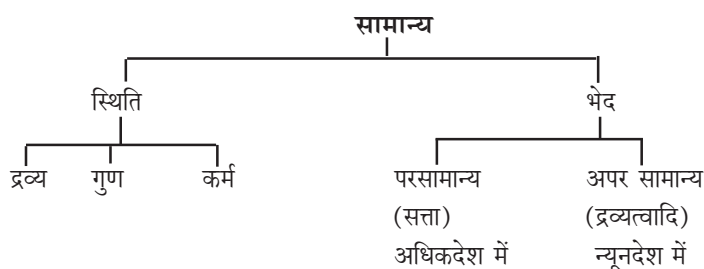 सामान्य
स्थिति भेद
द्रव्य गुण कर्म परसामान्य अपर सामान्य
(सत्ता) (द्रव्यत्वादि)
अधिकदेश में न्यूनदेश में